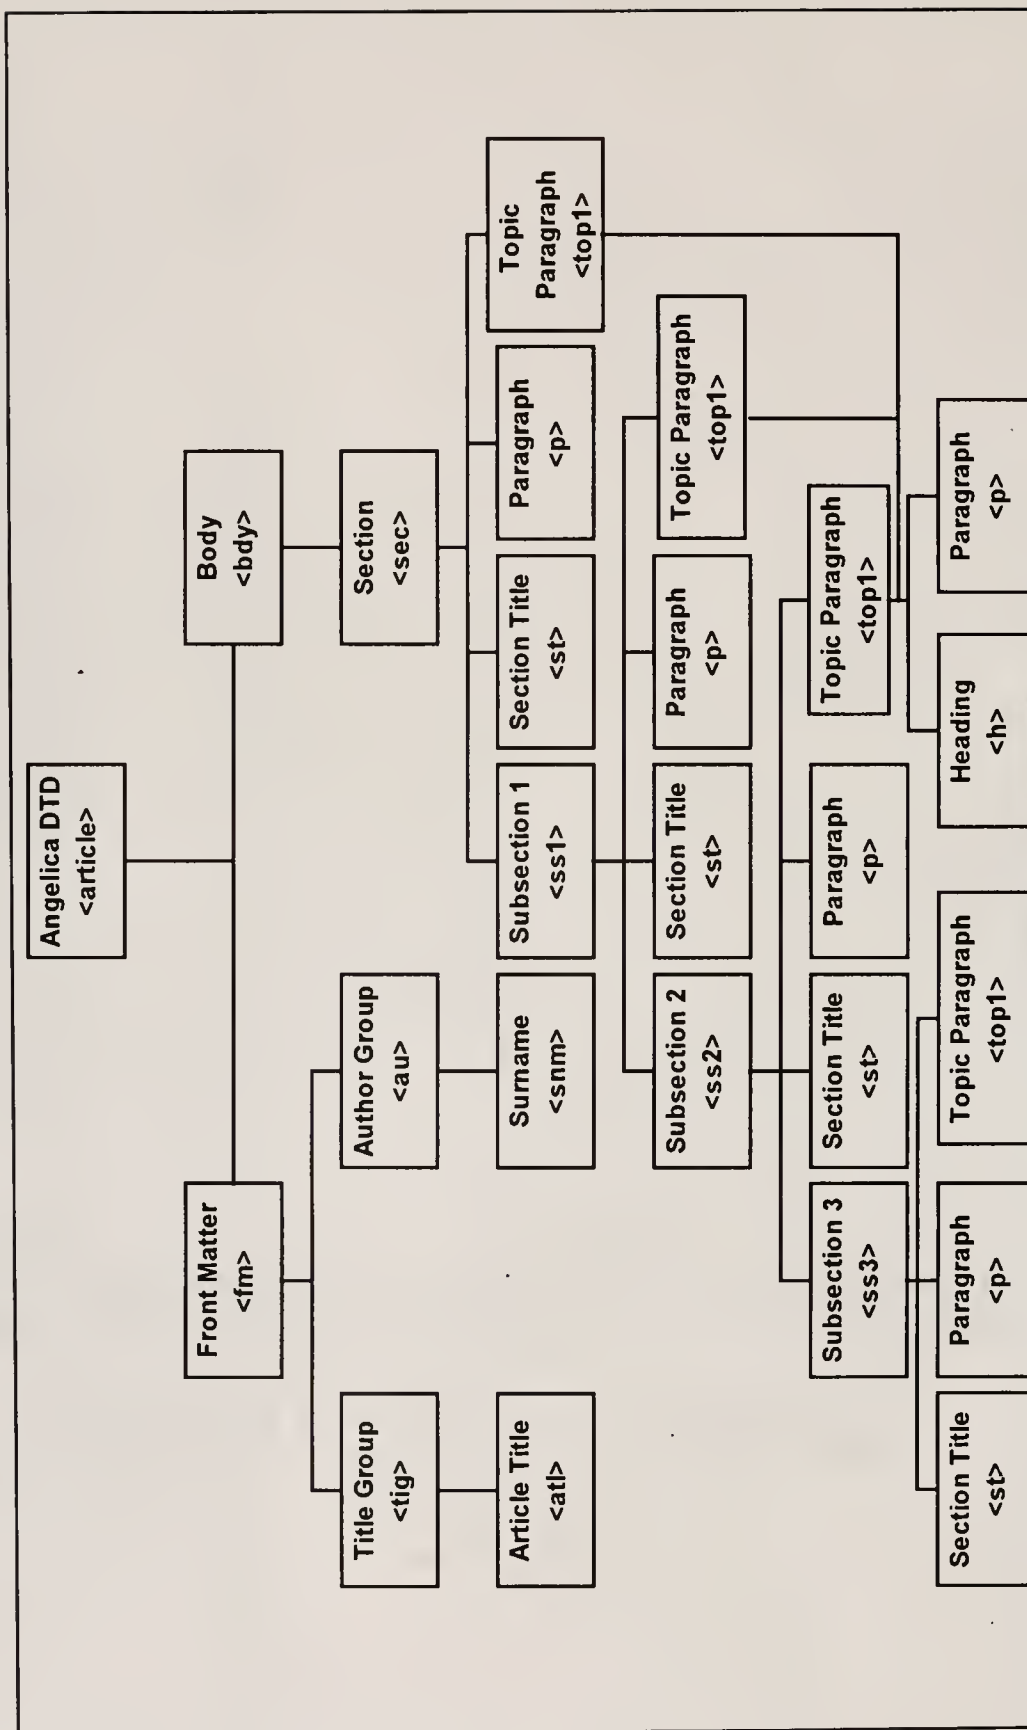 Angelica DTD
<article>
Front Matter
<fm>
Body
<bdy>
Title Group
<tig>
Author Group
<au>
Section
<sec>
Article Title
<atl>
Surname
<snm>
Subsection 1
<ss1>
Section Title
<st>
Paragraph
<p>
Topic
Paragraph
<top1>
Subsection 2
<ss2>
Section Title
<st>
Paragraph
<p>
Topic Paragraph
<top1>
Subsection 3
<ss3>
Section Title
<st>
Paragraph
<p>
Topic Paragraph
<top1>
Section Title
<st>
Paragraph
<p>
Topic Paragraph
<top1>
Heading
<h>
Paragraph
<p>